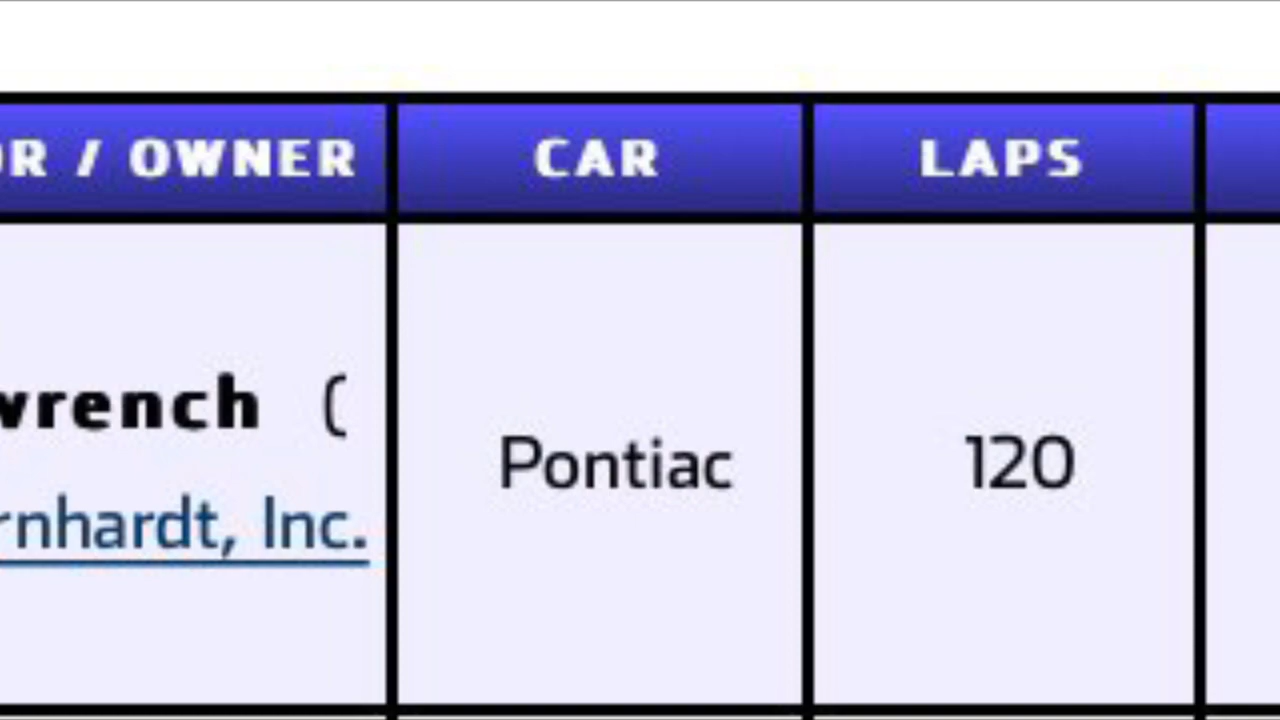 OR / OWNER CAR LAPS
wrench (
Pontiac 120
rnhardt, Inc.